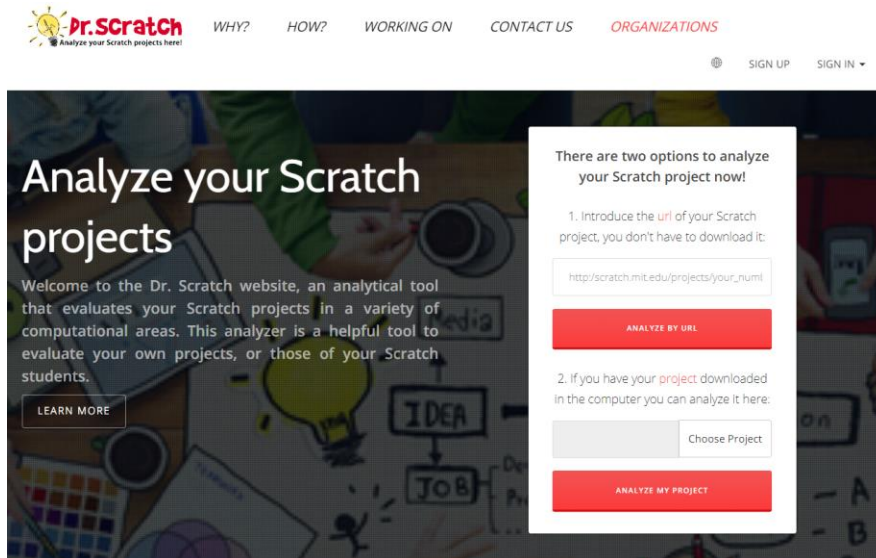 Dr.Scratch
Analyze your Scratch projects here!
WHY?
HOW?
WORKING ON
CONTACT US
ORGANIZATIONS
SIGN UP
SIGN IN
Analyze your Scratch
projects
Welcome to the Dr. Scratch website, an analytical tool
that evaluates your Scratch projects in a variety of
computational areas. This analyzer is a helpful tool to
evaluate your own projects, or those of your Scratch
students.
LEARN MORE
There are two options to analyze
your Scratch project now!
1. Introduce the url of your Scratch
project, you don't have to download it:
http:/scratch.mit.edu/projects/your_numl
ANALYZE BY URL
2. If you have your project downloaded
in the computer you can analyze it here:
Choose Project
ANALYZE MY PROJECT
edia
IDEA
JOB
De
Pr
on
A
B